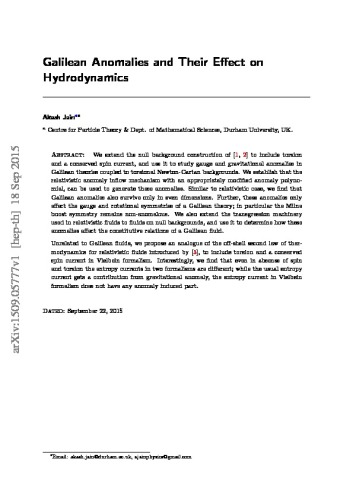 Galilean Anomalies and Their Effect on
Hydrodynamics
Akash Jain
Centre for Particle Theory & Dept. of Mathematical Sciences, Durham University, UK.
Abstract: We extend the null background construction of [1, 2] to include torsion
and a conserved spin current, and use it to study gauge and gravitational anomalies in
Galilean theories coupled to torsional Newton-Cartan backgrounds. We establish that the
relativistic anomaly inflow mechanism with an appropriately modified anomaly polyno-
mial, can be used to generate these anomalies. Similar to relativistic case, we find that
Galilean anomalies also survive only in even dimensions. Further, these anomalies only
effect the gauge and rotational symmetries of a Galilean theory; in particular the Milne
boost symmetry remains non-anomalous. We also extend the transgression machinery
used in relativistic fluids to fluids on null backgrounds, and use it to determine how these
anomalies affect the constitutive relations of a Galilean fluid.
Unrelated to Galilean fluids, we propose an analogue of the off-shell second law of ther-
modynamics for relativistic fluids introduced by [3], to include torsion and a conserved
spin current in Vielbein formalism. Interestingly, we find that even in absence of spin
and torsion the entropy currents in two formalisms are different; while the usual entropy
current gets a contribution from gravitational anomaly, the entropy current in Vielbein
formalism does not have any anomaly induced part.
Dated: September 22, 2015
Email: akash.jain@durham.ac.uk, ajainphysics@gmail.com
arXiv:1509.05777v1 [hep-th] 18 Sep 2015